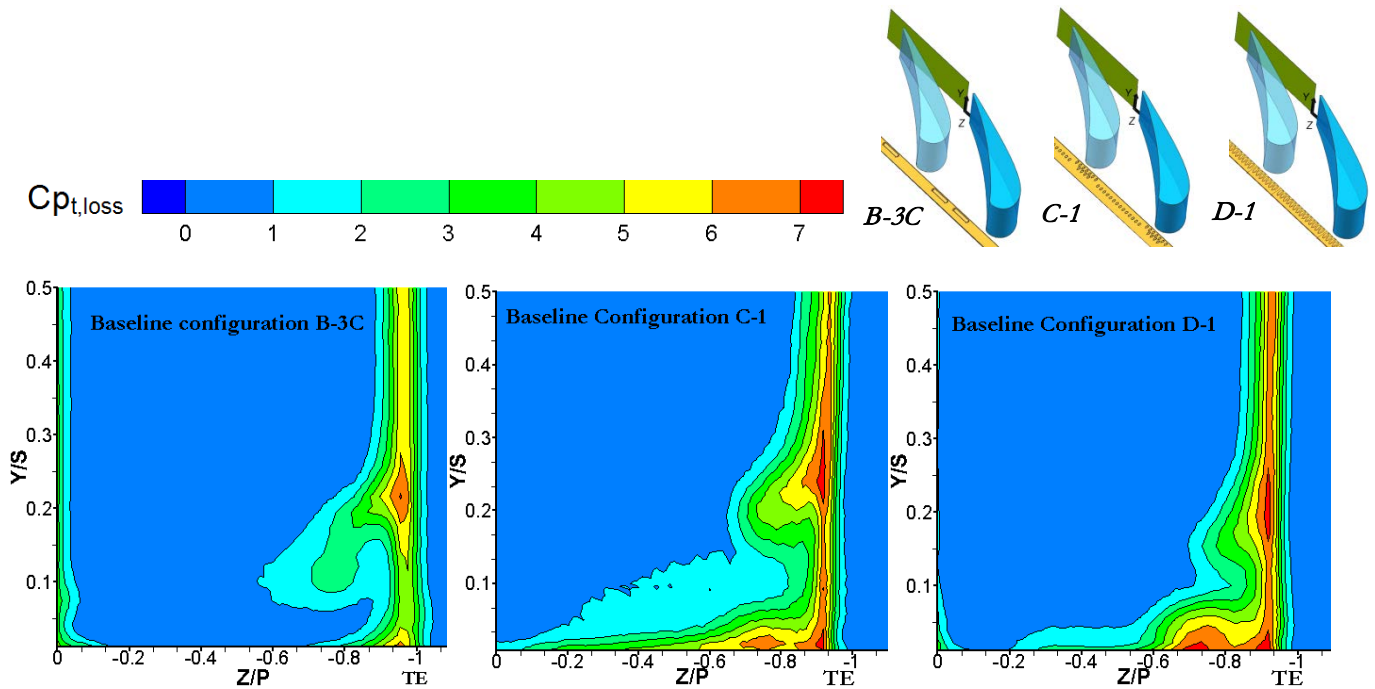 Y
Z
Y
Z
Y
Z
B-3C
C-1
D-1
Cpt,loss
0 1 2 3 4 5 6 7
Baseline configuration B-3C
0.5
0.4
0.3
0.2
0.1
Y/S
0 -0.2 -0.4 -0.6 -0.8 -1
Z/P
TE
Baseline Configuration C-1
0.5
0.4
0.3
0.2
0.1
Y/S
0 -0.2 -0.4 -0.6 -0.8 -1
Z/P
TE
Baseline Configuration D-1
0.5
0.4
0.3
0.2
0.1
Y/S
0 -0.2 -0.4 -0.6 -0.8 -1
Z/P
TE